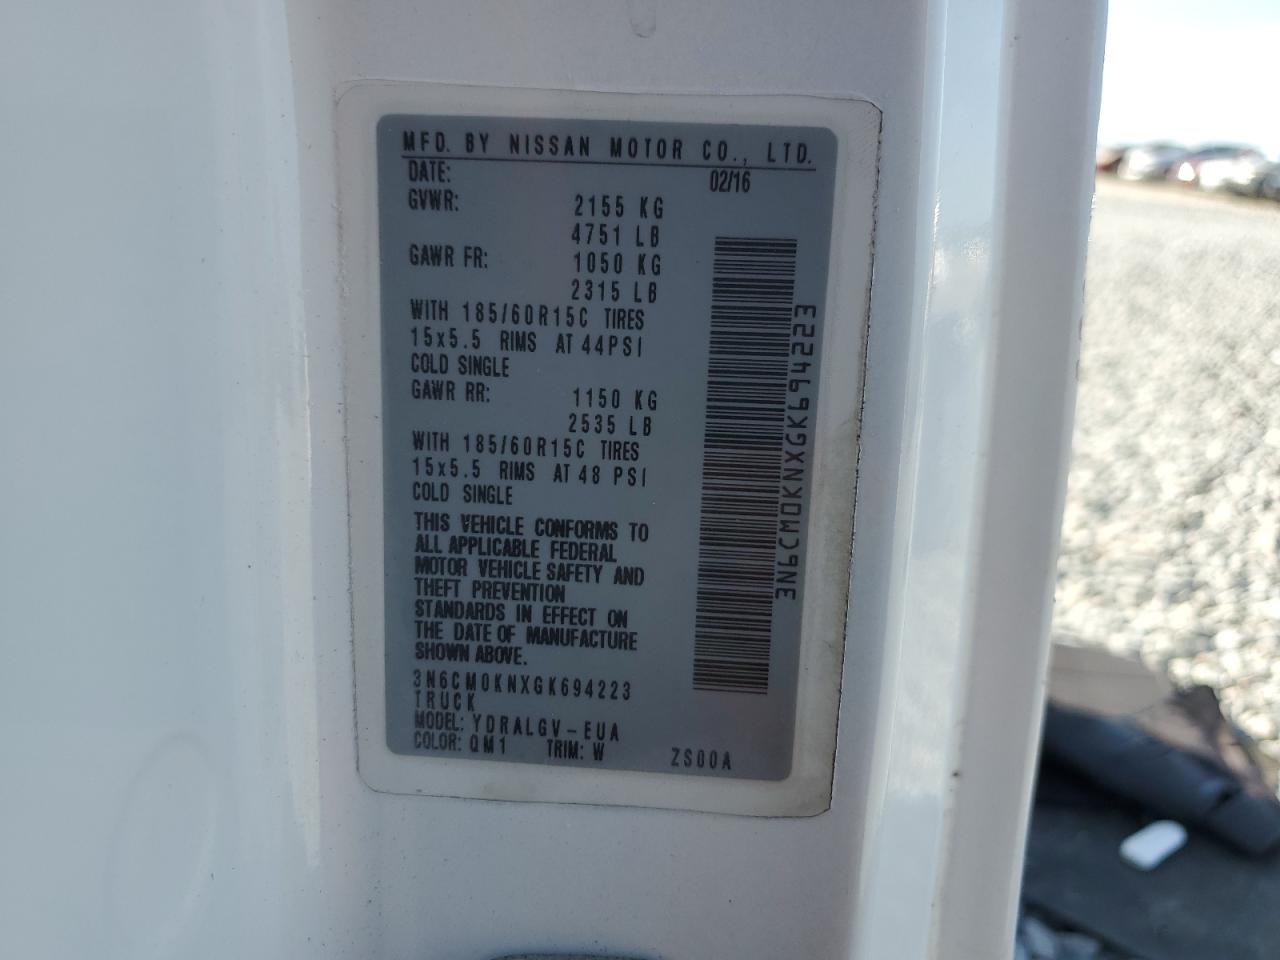 MFD. BY NISSAN MOTOR CO., LTD.
DATE: 02/16
GVWR: 2155 KG
4751 LB
GAWR FR: 1050 KG
2315 LB
WITH 185/60R15C TIRES
15x5.5 RIMS AT 44PSI
COLD SINGLE
GAWR RR: 1150 KG
2535 LB
WITH 185/60R15C TIRES
15x5.5 RIMS AT 48 PSI
COLD SINGLE
THIS VEHICLE CONFORMS TO
ALL APPLICABLE FEDERAL
MOTOR VEHICLE SAFETY AND
THEFT PREVENTION
STANDARDS IN EFFECT ON
THE DATE OF MANUFACTURE
SHOWN ABOVE.
3N6CM0KNXGK694223
TRUCK
MODEL: YDRALGV-EUA
COLOR: QM1 TRIM: W ZS00A
3N6CM0KNXGK694223